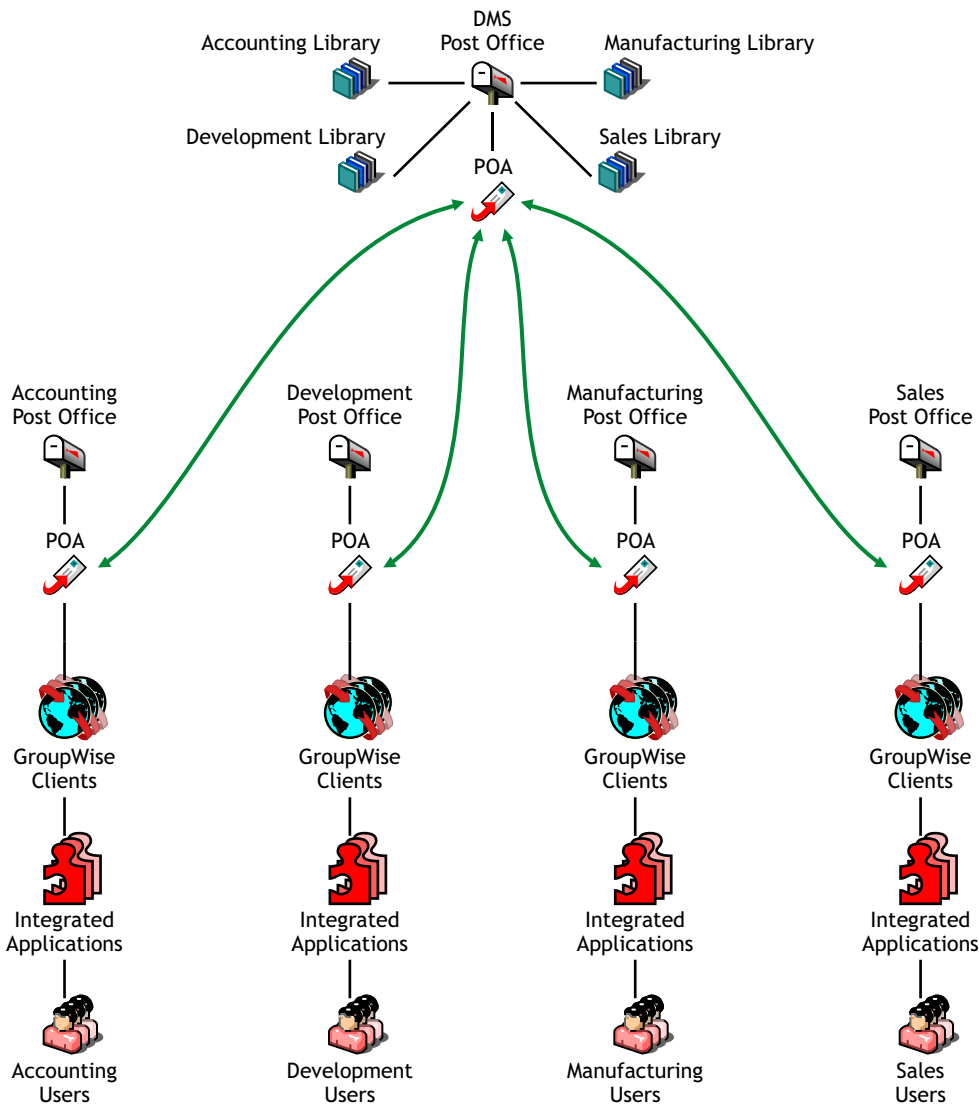 DMS
Post Office
Accounting Library
Manufacturing Library
Development Library
Sales Library
POA
Accounting
Post Office
Development
Post Office
Manufacturing
Post Office
Sales
Post Office
POA
POA
POA
POA
GroupWise
Clients
GroupWise
Clients
GroupWise
Clients
GroupWise
Clients
Integrated
Applications
Integrated
Applications
Integrated
Applications
Integrated
Applications
Accounting
Users
Development
Users
Manufacturing
Users
Sales
Users